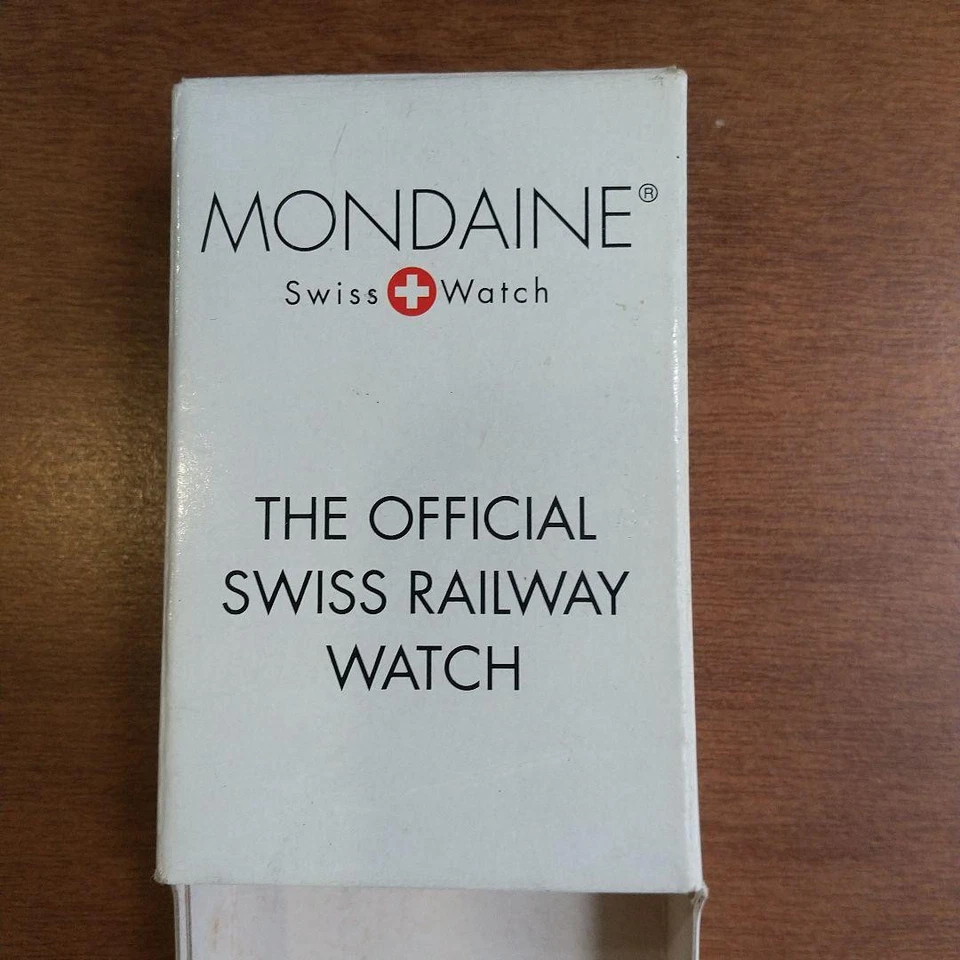 MONDAINE®
Swiss Watch
THE OFFICIAL
SWISS RAILWAY
WATCH